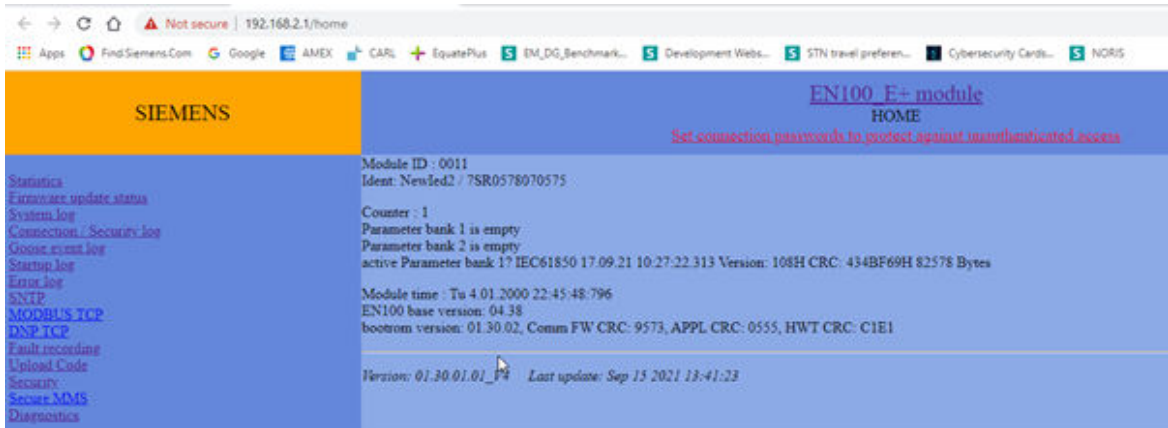 Not secure | 192.168.2.1/home
Apps Find.Siemens.Com Google AMEX CARL EquatePlus EM_DG_Benchmark... Development Webs... STN travel preferen... Cybersecurity Cards... NORIS
SIEMENS
EN100_E+ module
HOME
Set connection passwords to protect against unauthanticated access
Statistics
Firmware update status
System log
Connection / Security log
Goose event log
Startup log
Error log
SNTP
MODBUS TCP
DNP TCP
Fault recording
Upload Code
Security
Secure MMS
Diagnostics
Module ID : 0011
Ident: NewIed2 / 7SR0578070575
Counter : 1
Parameter bank 1 is empty
Parameter bank 2 is empty
active Parameter bank 1? IEC61850 17.09.21 10:27:22.313 Version: 108H CRC: 434BF69H 82578 Bytes
Module time : Tu 4.01.2000 22:45:48:796
EN100 base version: 04.38
bootrom version: 01.30.02, Comm FW CRC: 9573, APPL CRC: 0555, HWT CRC: C1E1
Version: 01.30.01.01_ Last update: Sep 15 2021 13:41:23